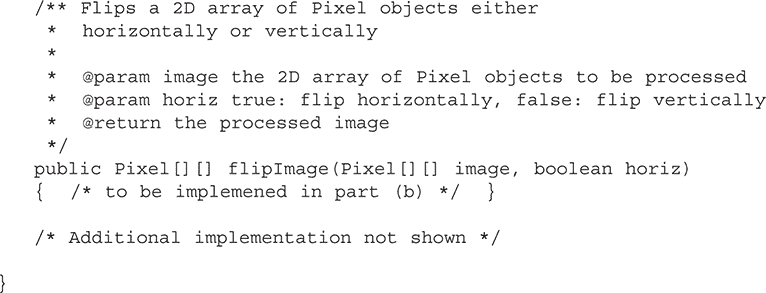 /** Flips a 2D array of Pixel objects either
 *  horizontally or vertically
 *
 *  @param image the 2D array of Pixel objects to be processed
 *  @param horiz true: flip horizontally, false: flip vertically
 *  @return the processed image
 */
public Pixel[][] flipImage(Pixel[][] image, boolean horiz)
{  /* to be implemened in part (b) */  }
/* Additional implementation not shown */
}